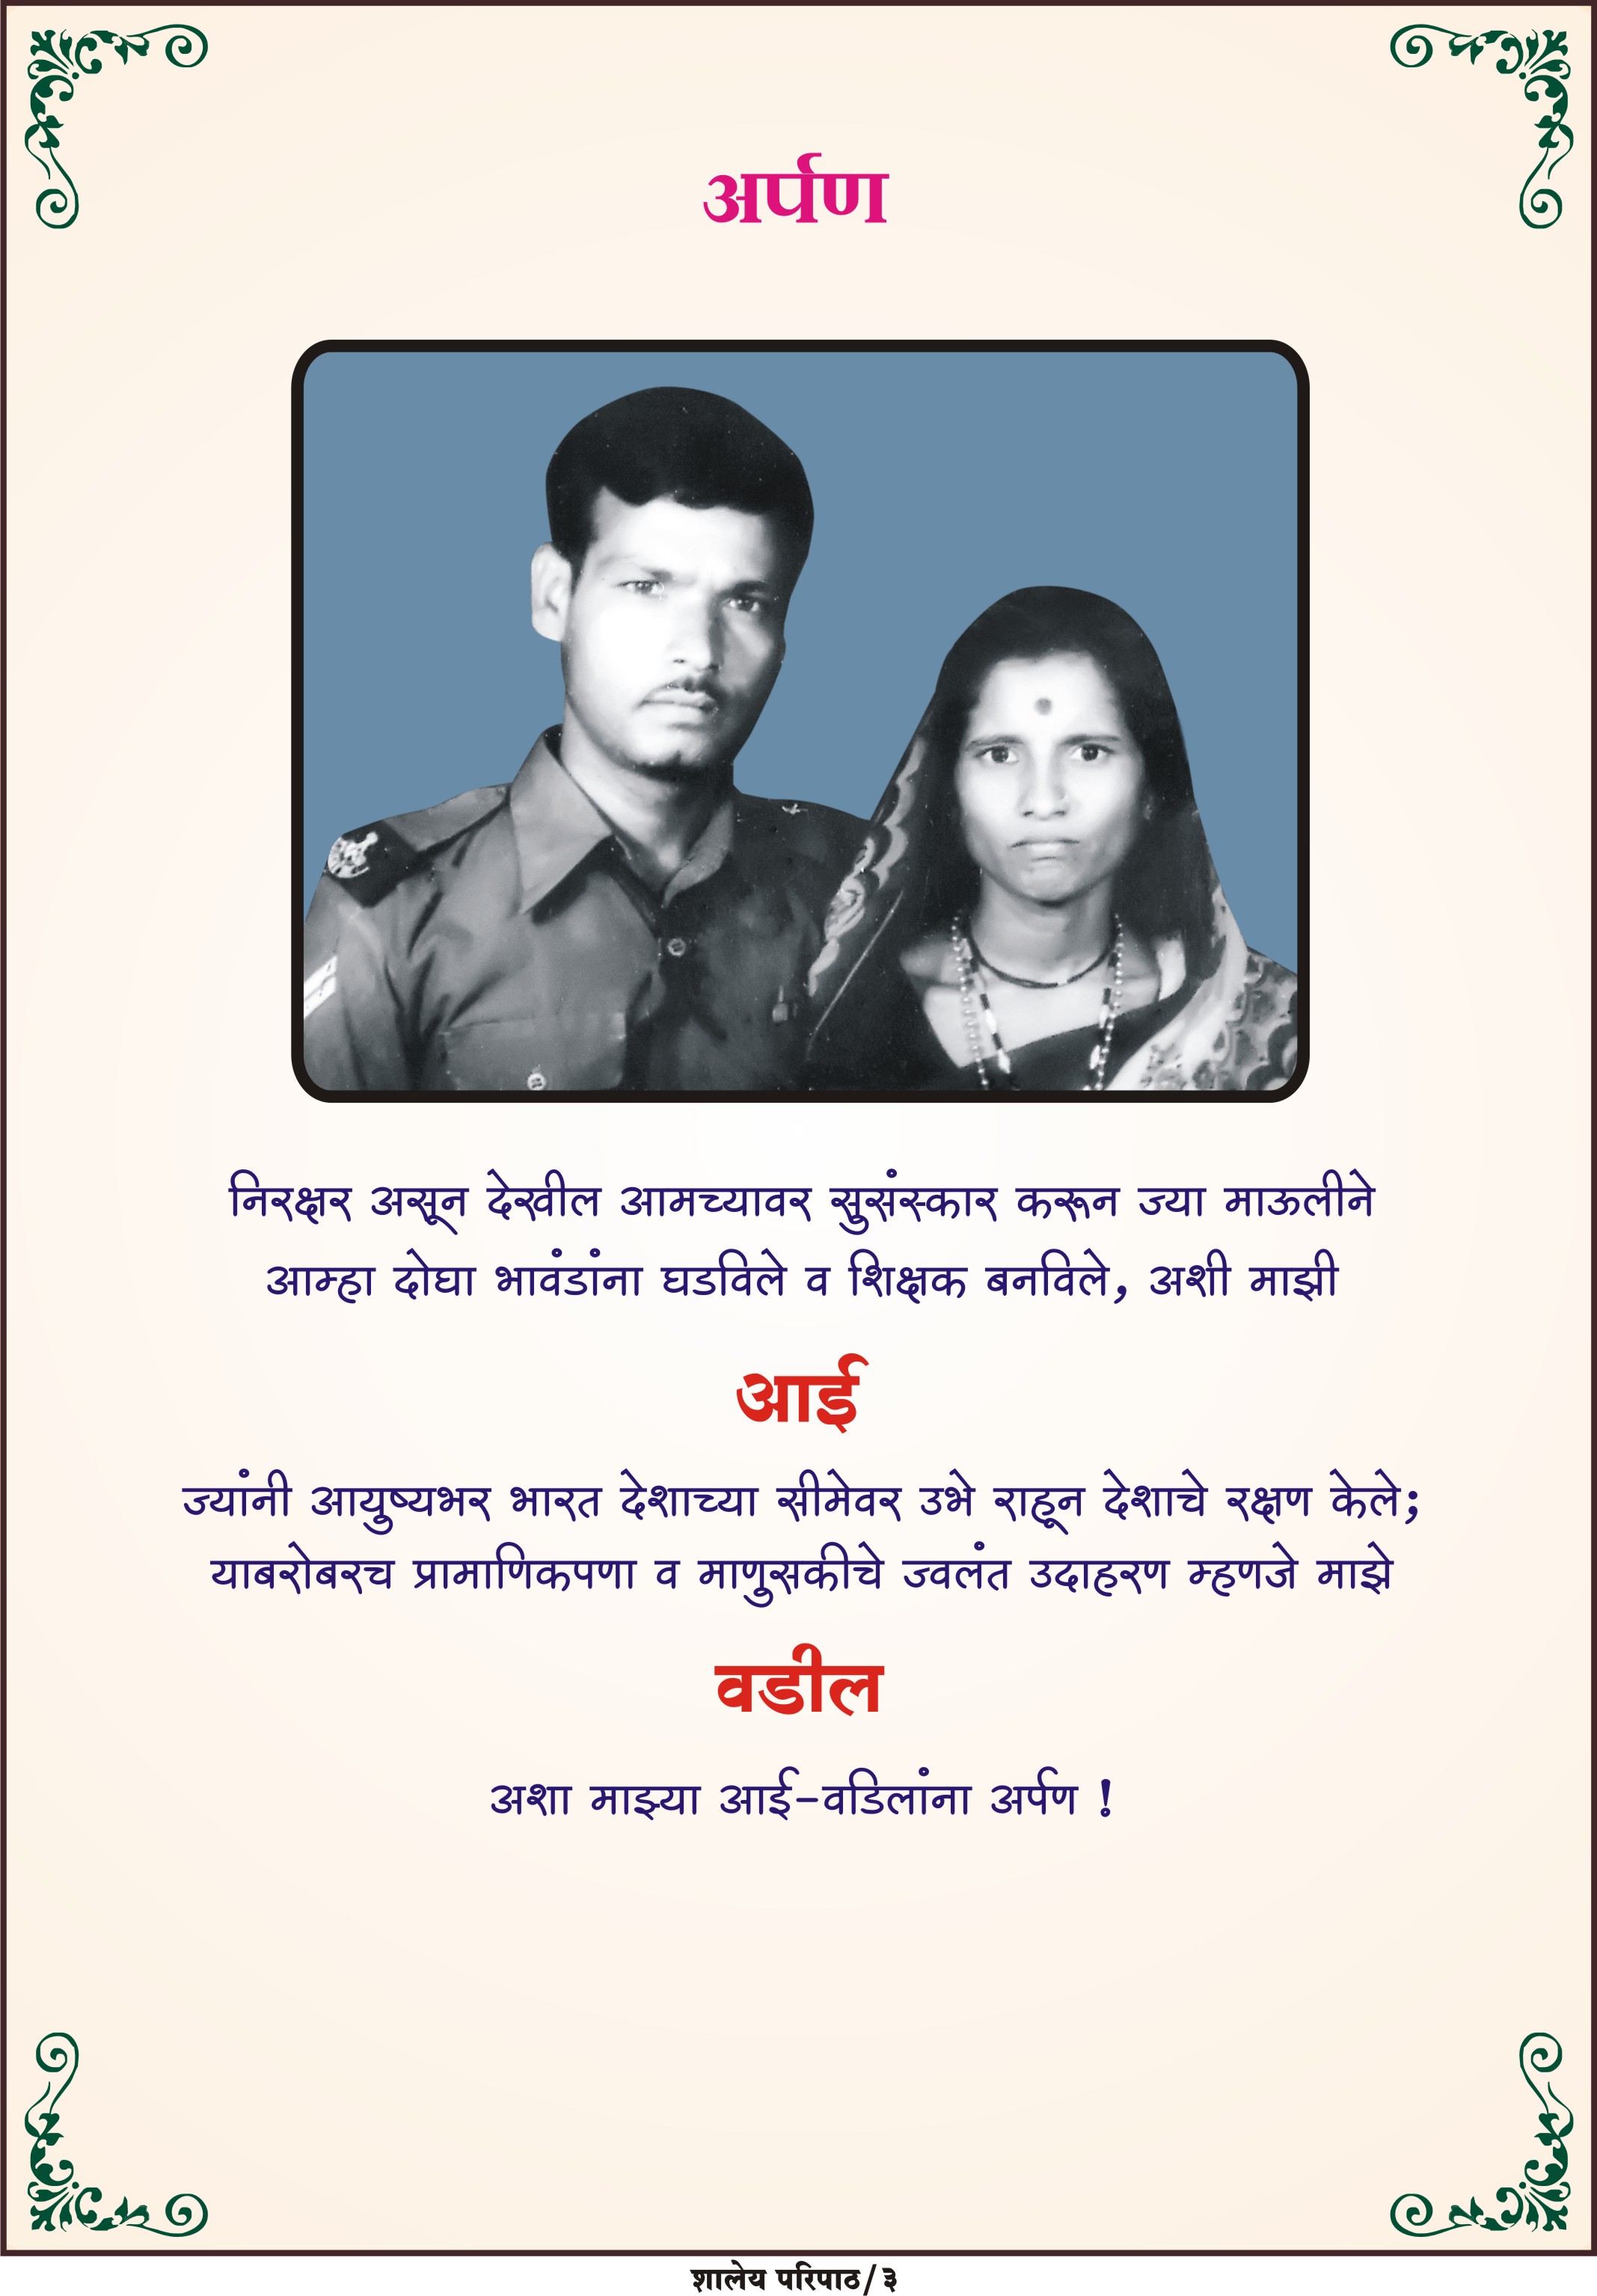 अर्पण
निरक्षर असून देखील आमच्यावर सुसंस्कार करून ज्या माऊलीने
आम्हा दोघा भावंडांना घडविले व शिक्षक बनविले, अशी माझी
आई
ज्यांनी आयुष्यभर भारत देशाच्या सीमेवर उभे राहून देशाचे रक्षण केले;
याबरोबरच प्रामाणिकपणा व माणुसकीचे ज्वलंत उदाहरण म्हणजे माझे
वडील
अशा माझ्या आई-वडिलांना अर्पण !
शालेय परिपाठ/३